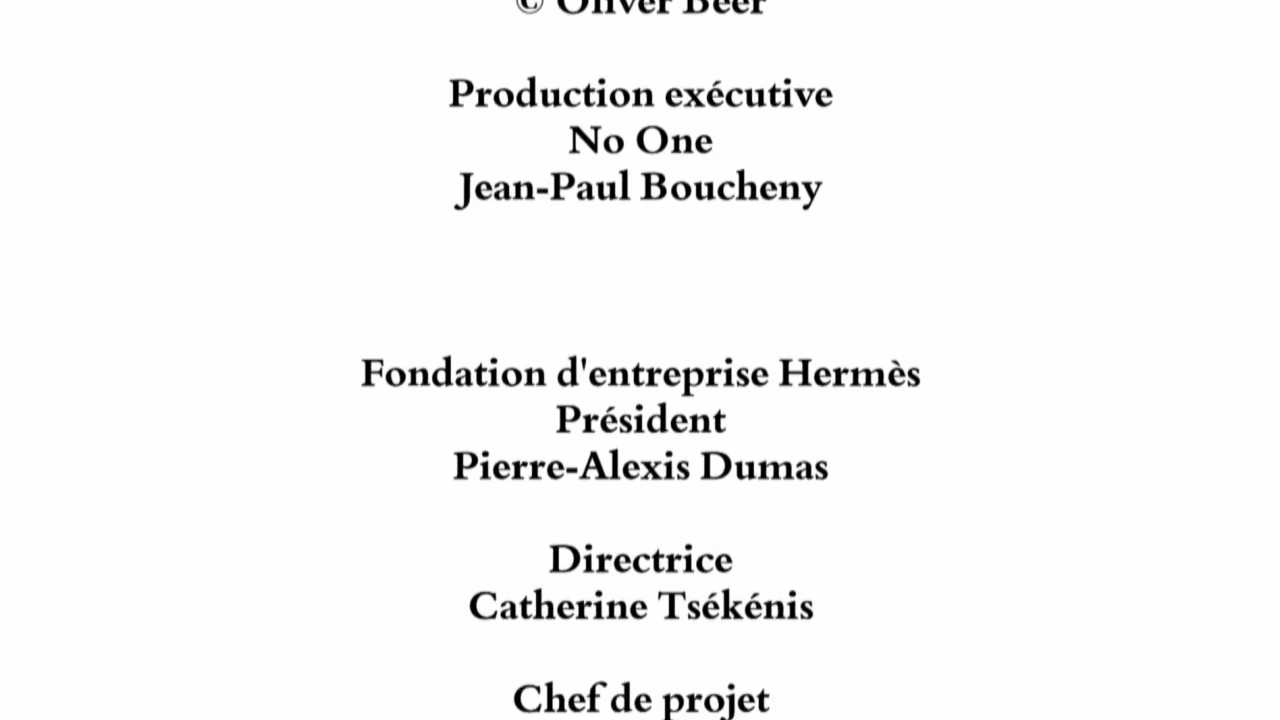 © Oliver Beer
Production exécutive
No One
Jean-Paul Boucheny
Fondation d'entreprise Hermès
Président
Pierre-Alexis Dumas
Directrice
Catherine Tsékénis
Chef de projet